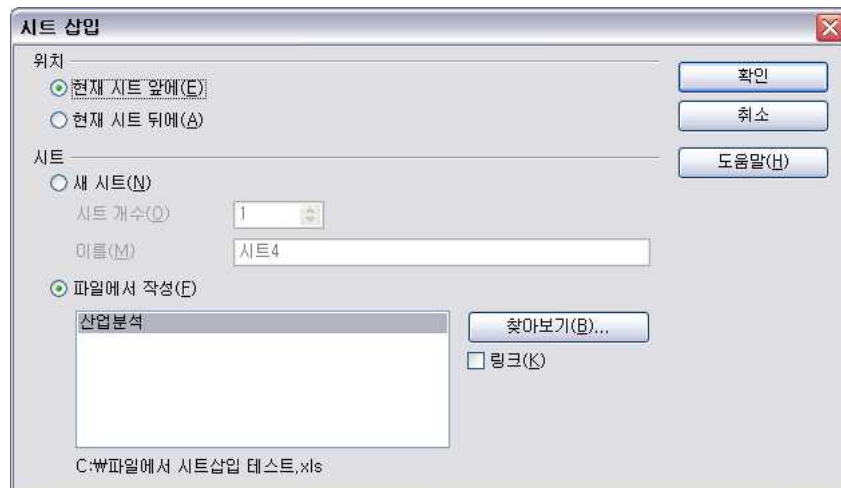 시트 삽입
위치
현재 시트 앞에(E)
현재 시트 뒤에(A)
확인
취소
도움말(H)
시트
새 시트(N)
시트 개수(O)
1
이름(M)
시트4
파일에서 작성(F)
산업분석
찾아보기(B)...
링크(K)
C:₩파일에서 시트삽입 테스트.xls